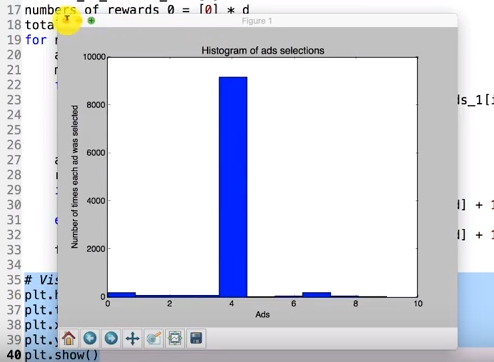 Figure 1
17 numbers_of_rewards_0 = [0] * d
18 tota
19 for
20
21
22
23 ds_1[i
24
25
26
27
28
29
30 d] + 1
31
32 d] + 1
33
34
35 # Vis
36 plt.h
37 plt.t
38 plt.x
39 plt.y
40 plt.show()
Histogram of ads selections
Number of times each ad was selected
10000
8000
6000
4000
2000
0
0 2 4 6 8 10
Ads